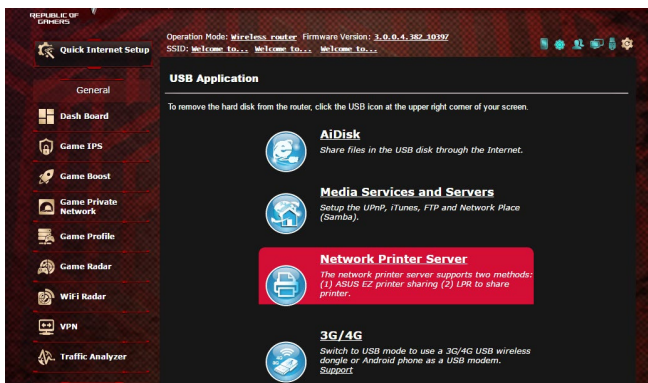 REPUBLIC OF
GAMERS
Quick Internet Setup
Operation Mode: Wireless router Firmware Version: 3.0.0.4.382_10397
SSID: Welcome to... Welcome to... Welcome to...
General
Dash Board
Game IPS
Game Boost
Game Private
Network
Game Profile
Game Radar
WiFi Radar
VPN
Traffic Analyzer
USB Application
To remove the hard disk from the router, click the USB icon at the upper right corner of your screen.
AiDisk
Share files in the USB disk through the Internet.
Media Services and Servers
Setup the UPnP, iTunes, FTP and Network Place
(Samba).
Network Printer Server
The network printer server supports two methods:
(1) ASUS EZ printer sharing (2) LPR to share
printer.
3G/4G
Switch to USB mode to use a 3G/4G USB wireless
dongle or Android phone as a USB modem.
Support